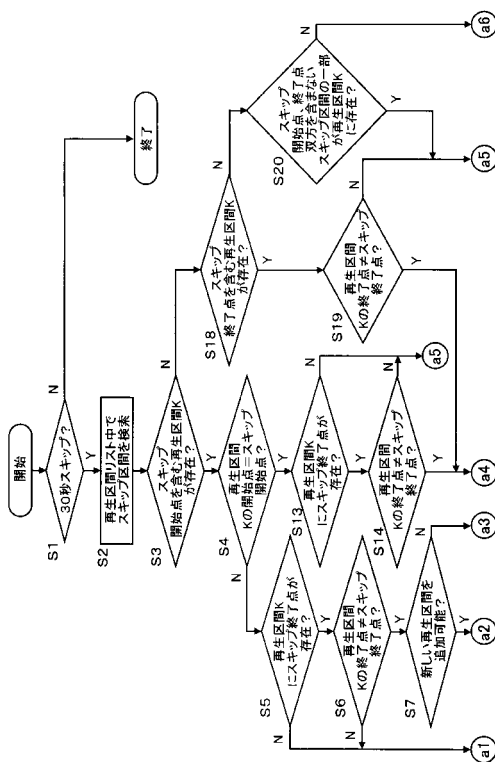 開始
S1
30秒スキップ?
N
Y
終了
S2
再生区間リスト中で
スキップ区間を検索
S3
スキップ
開始点を含む再生区間K
が存在?
N
Y
S4
再生区間
Kの開始点=スキップ
開始点?
N
Y
S5
再生区間K
にスキップ終了点が
存在?
N
Y
S6
再生区間
Kの終了点≠スキップ
終了点?
N
Y
S7
新しい再生区間を
追加可能?
N
Y
S13
再生区間K
にスキップ終了点が
存在?
N
Y
S14
再生区間
Kの終了点≠スキップ
終了点?
N
Y
S18
スキップ
終了点を含む再生区間K
が存在?
N
Y
S19
再生区間
Kの終了点≠スキップ
終了点?
N
Y
S20
スキップ
開始点、終了点
双方を含まない
スキップ区間の一部
が再生区間K
に存在?
N
Y
a1
a2
a3
a4
a5
a5
a6